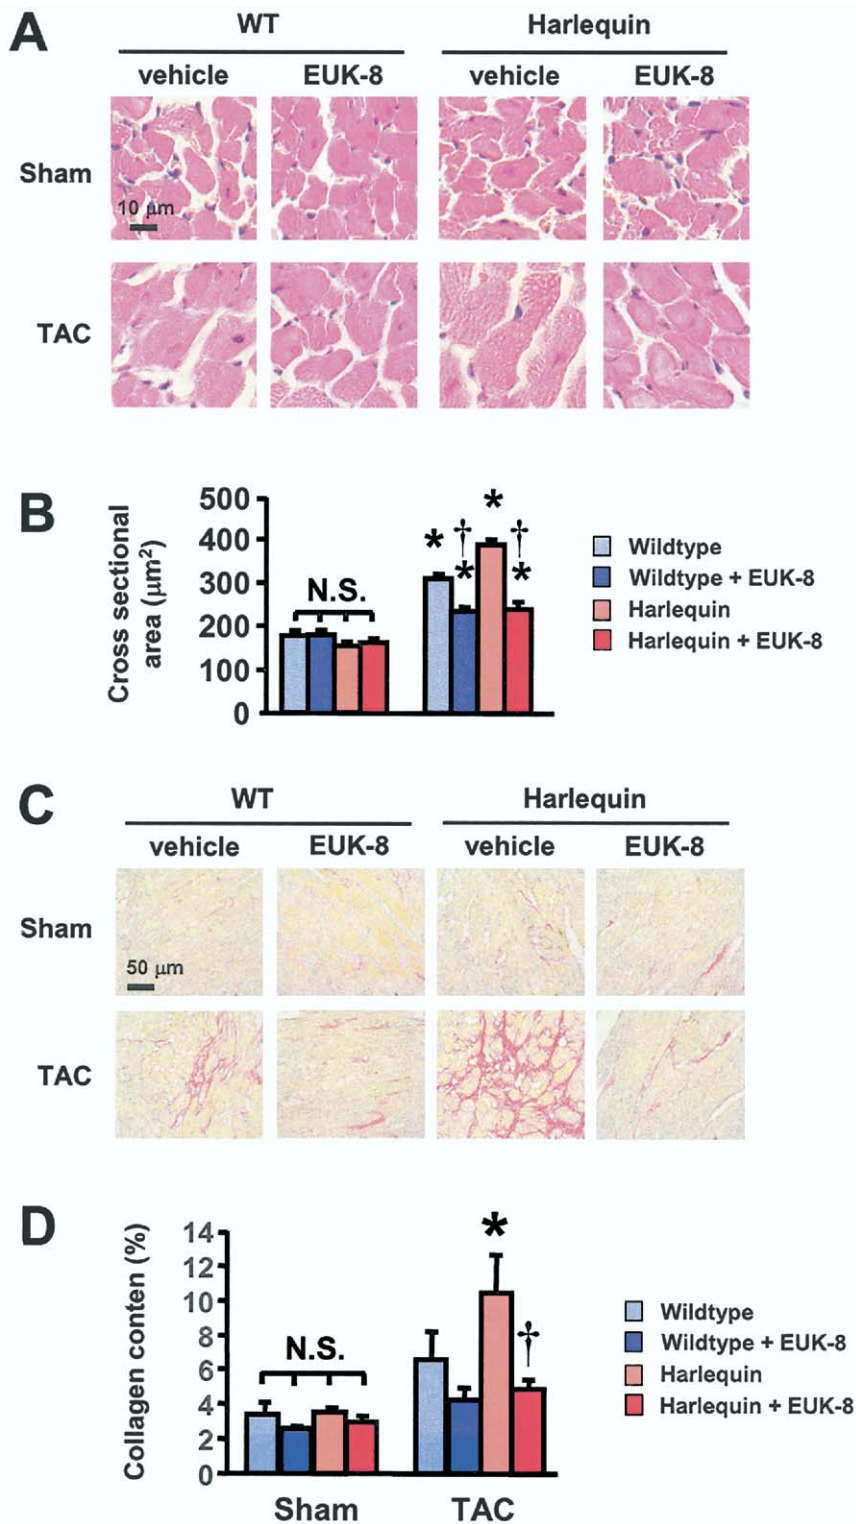 A
WT Harlequin
vehicle EUK-8 vehicle EUK-8
Sham
10 μm
TAC
B
Cross sectional
area (μm²)
500
400
300
200
100
0
N.S.
* † * * † *
Wildtype
Wildtype + EUK-8
Harlequin
Harlequin + EUK-8
C
WT Harlequin
vehicle EUK-8 vehicle EUK-8
Sham
50 μm
TAC
D
Collagen conten (%)
14
12
10
8
6
4
2
0
N.S.
* †
Sham TAC
Wildtype
Wildtype + EUK-8
Harlequin
Harlequin + EUK-8